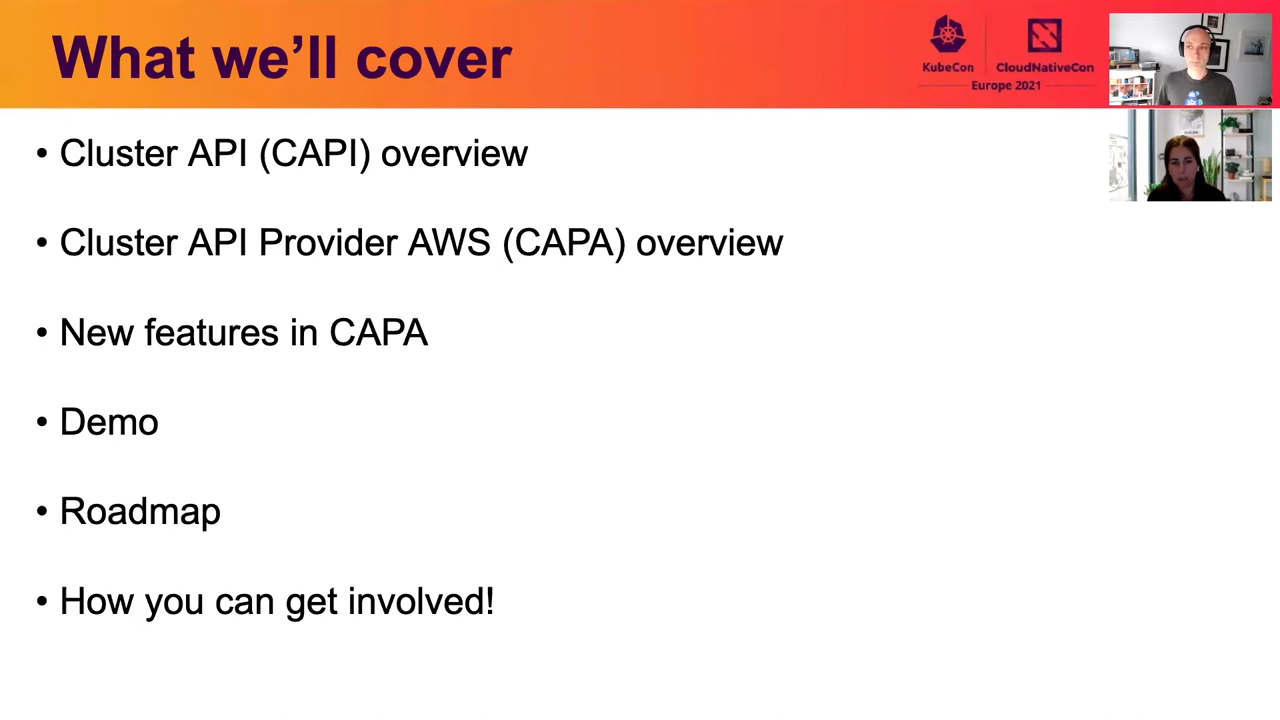 What we’ll cover
KubeCon
CloudNativeCon
Europe 2021
• Cluster API (CAPI) overview
• Cluster API Provider AWS (CAPA) overview
• New features in CAPA
• Demo
• Roadmap
• How you can get involved!